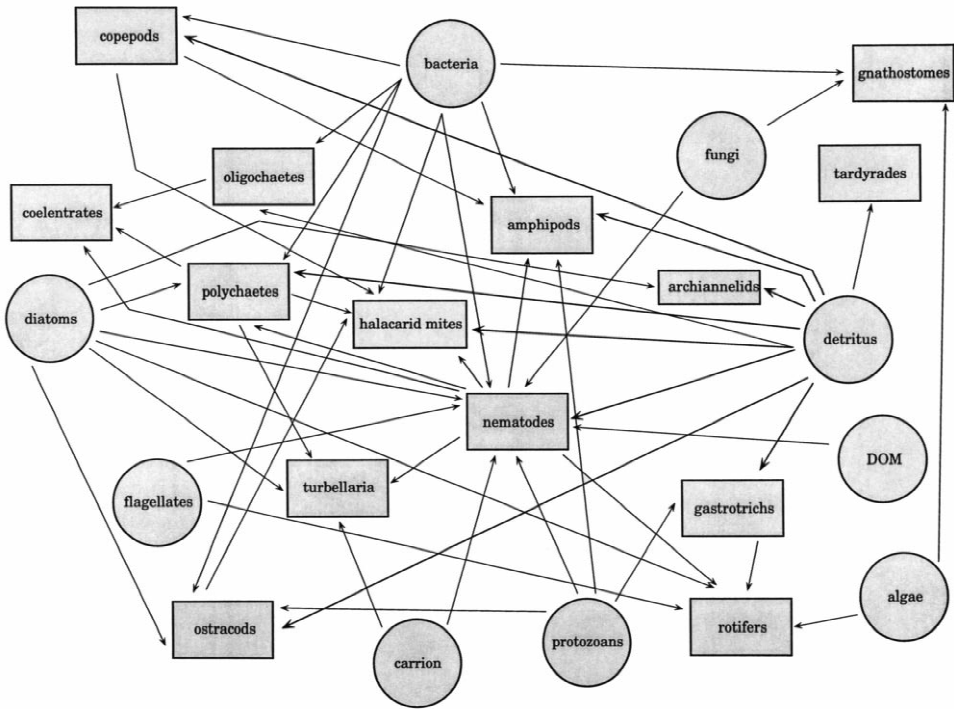 copepods
bacteria
gnathostomes
fungi
tardyrades
oligochaetes
coelentrates
amphipods
polychaetes
archiannelids
diatoms
halacarid mites
detritus
nematodes
DOM
turbellaria
flagellates
gastrotrichs
algae
ostracods
rotifers
protozoans
carrion